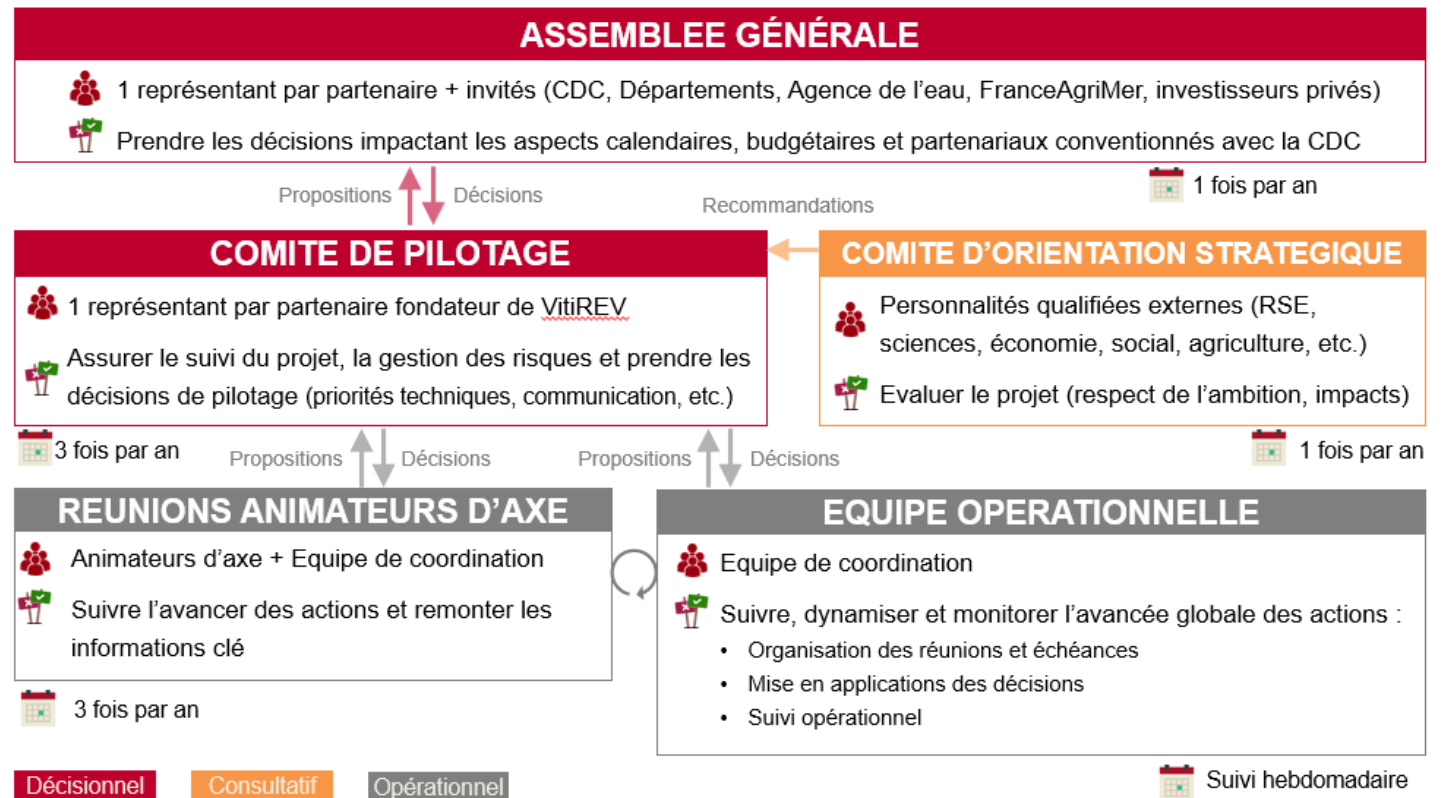 ASSEMBLEE GÉNÉRALE
1 représentant par partenaire + invités (CDC, Départements, Agence de l'eau, FranceAgriMer, investisseurs privés)
Prendre les décisions impactant les aspects calendaires, budgétaires et partenariaux conventionnés avec la CDC
1 fois par an
Propositions
Décisions
Recommandations
COMITE DE PILOTAGE
1 représentant par partenaire fondateur de VitiREV
Assurer le suivi du projet, la gestion des risques et prendre les
décisions de pilotage (priorités techniques, communication, etc.)
3 fois par an
COMITE D'ORIENTATION STRATEGIQUE
Personnalités qualifiées externes (RSE,
sciences, économie, social, agriculture, etc.)
Evaluer le projet (respect de l'ambition, impacts)
1 fois par an
Propositions
Décisions
Propositions
Décisions
REUNIONS ANIMATEURS D'AXE
Animateurs d'axe + Equipe de coordination
Suivre l'avancer des actions et remonter les
informations clé
3 fois par an
EQUIPE OPERATIONNELLE
Equipe de coordination
Suivre, dynamiser et monitorer l'avancée globale des actions :
• Organisation des réunions et échéances
• Mise en applications des décisions
• Suivi opérationnel
Suivi hebdomadaire
Décisionnel
Consultatif
Opérationnel